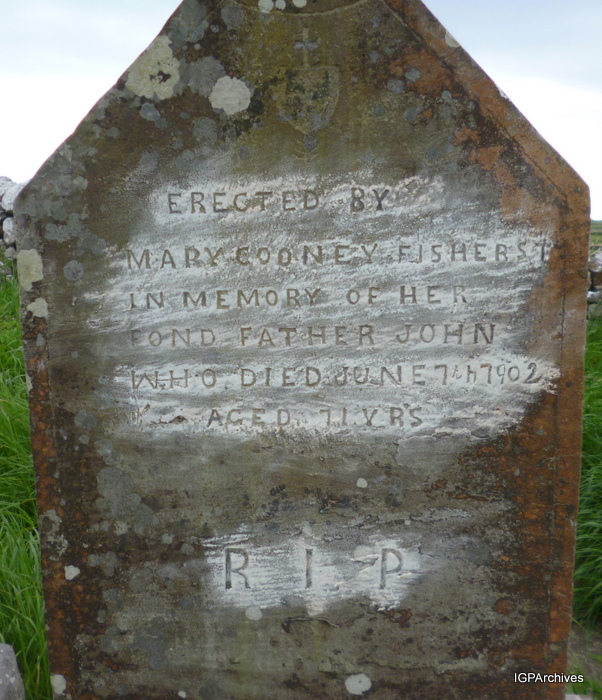 ERECTED BY
MARY COONEY FISHERST
IN MEMORY OF HER
FOND FATHER JOHN
WHO DIED JUNE 7th 7902
AGED 71 YRS
R I P
IGPArchives